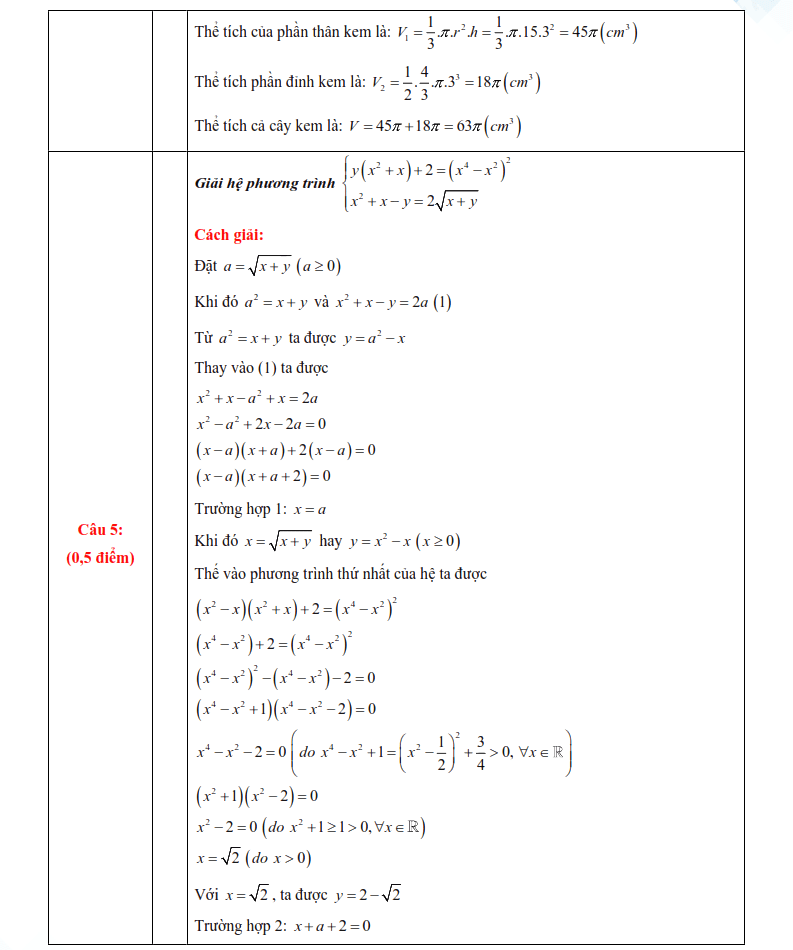 Thể tích của phần thân kem là: V₁ = 1/3 .π.r².h = 1/3 .π.15.3² = 45π(cm³)
Thể tích phần đỉnh kem là: V₂ = 1/2 . 4/3 .π.3³ = 18π(cm³)
Thể tích cả cây kem là: V = 45π + 18π = 63π(cm³)
Câu 5:
(0,5 điểm)
Giải hệ phương trình { y(x² + x) + 2 = (x⁴ − x²)²
x² + x − y = 2√(x + y)
Cách giải:
Đặt a = √(x + y) (a ≥ 0)
Khi đó a² = x + y và x² + x − y = 2a (1)
Từ a² = x + y ta được y = a² − x
Thay vào (1) ta được
x² + x − a² + x = 2a
x² − a² + 2x − 2a = 0
(x − a)(x + a) + 2(x − a) = 0
(x − a)(x + a + 2) = 0
Trường hợp 1: x = a
Khi đó x = √(x + y) hay y = x² − x (x ≥ 0)
Thế vào phương trình thứ nhất của hệ ta được
(x² − x)(x² + x) + 2 = (x⁴ − x²)²
(x⁴ − x²) + 2 = (x⁴ − x²)²
(x⁴ − x²)² − (x⁴ − x²) − 2 = 0
(x⁴ − x² + 1)(x⁴ − x² − 2) = 0
x⁴ − x² − 2 = 0 (do x⁴ − x² + 1 = (x² − 1/2)² + 3/4 > 0, ∀x ∈ ℝ)
(x² + 1)(x² − 2) = 0
x² − 2 = 0 (do x² + 1 ≥ 1 > 0, ∀x ∈ ℝ)
x = √2 (do x > 0)
Với x = √2 , ta được y = 2 − √2
Trường hợp 2: x + a + 2 = 0